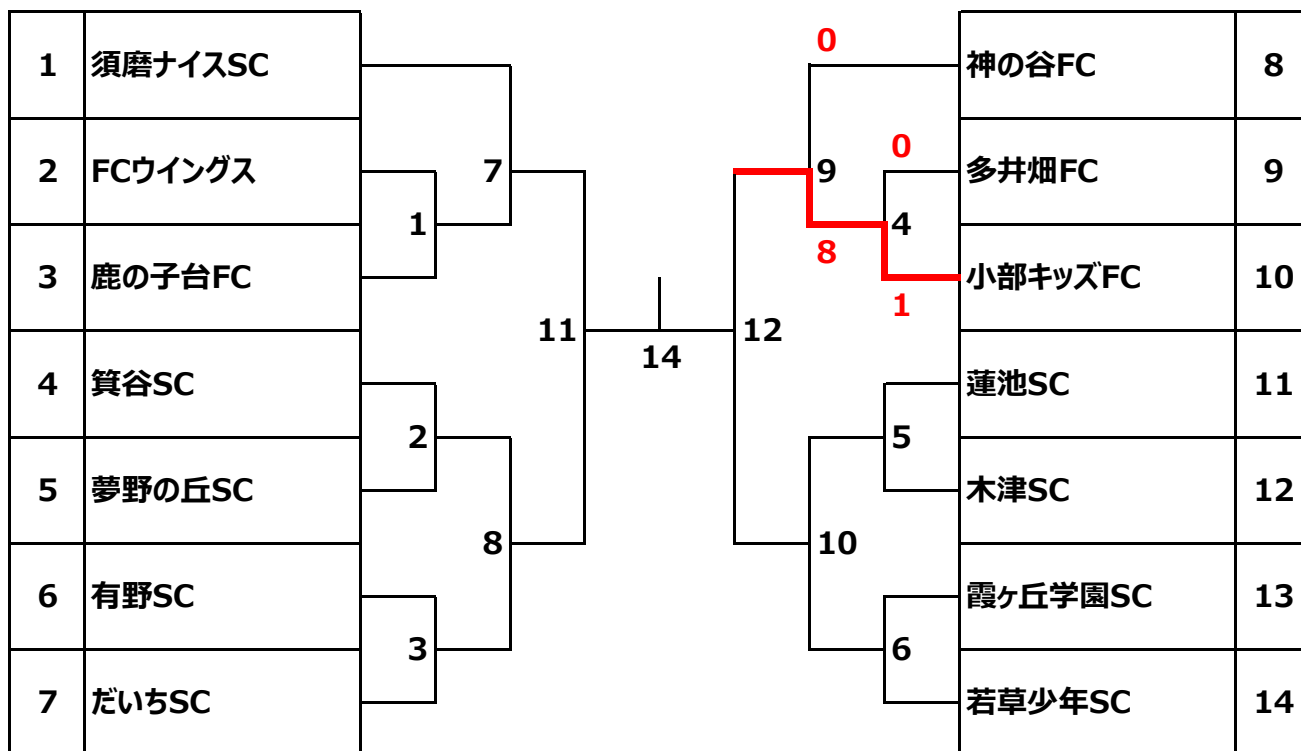 1 須磨ナイスSC
2 FCウイングス
3 鹿の子台FC
4 箕谷SC
5 夢野の丘SC
6 有野SC
7 だいちSC
7
1
11
2
8
3
14
0
9
0
4
8
1
12
5
10
6
神の谷FC 8
多井畑FC 9
小部キッズFC 10
蓮池SC 11
木津SC 12
霞ヶ丘学園SC 13
若草少年SC 14